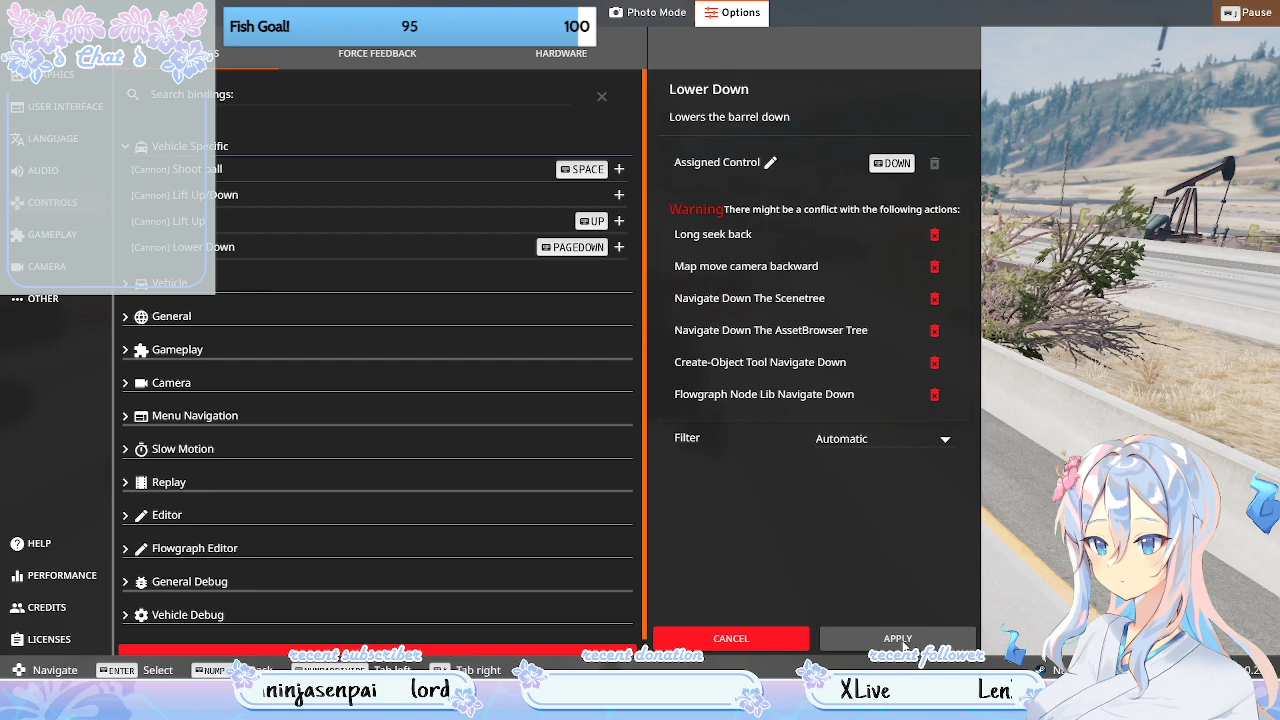 Fish Goal! 95 100
Photo Mode
Options
Pause
's Chat 's
FORCE FEEDBACK
HARDWARE
USER INTERFACE
LANGUAGE
AUDIO
CONTROLS
GAMEPLAY
CAMERA
OTHER
HELP
PERFORMANCE
CREDITS
LICENSES
Search bindings:
Vehicle Specific
[Cannon] Shoot ball SPACE
[Cannon] Lift Up/Down
[Cannon] Lift Up UP
[Cannon] Lower Down PAGEDOWN
Vehicle
General
Gameplay
Camera
Menu Navigation
Slow Motion
Replay
Editor
Flowgraph Editor
General Debug
Vehicle Debug
Lower Down
Lowers the barrel down
Assigned Control DOWN
Warning There might be a conflict with the following actions:
Long seek back
Map move camera backward
Navigate Down The Scenetree
Navigate Down The AssetBrowser Tree
Create-Object Tool Navigate Down
Flowgraph Node Lib Navigate Down
Filter Automatic
CANCEL
APPLY
Navigate
ENTER Select
Tab left
Tab right
recent subscriber
recent donation
recent follower
ninjasenpai lord
XLive Len